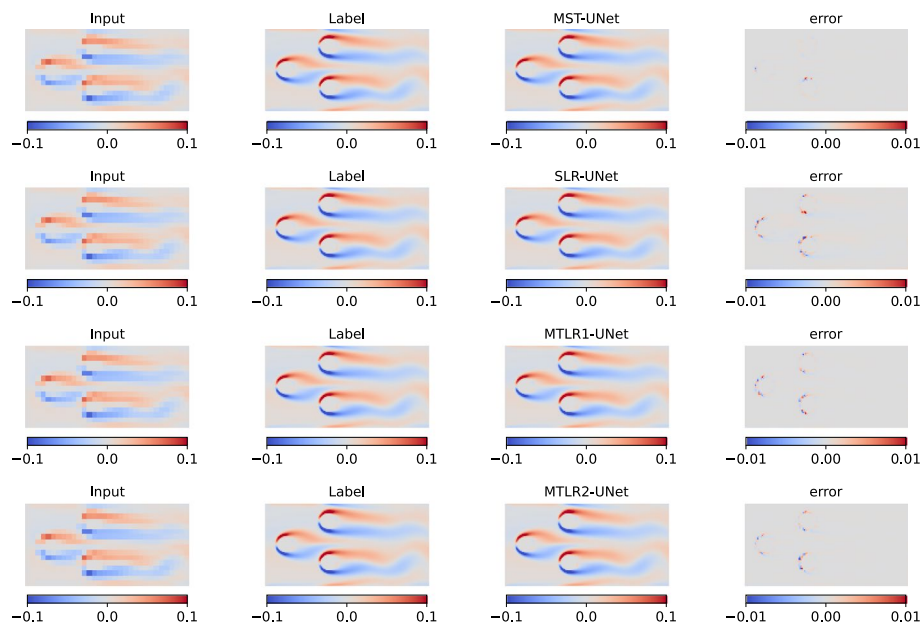 Input Label MST-UNet error
−0.1 0.0 0.1 −0.1 0.0 0.1 −0.1 0.0 0.1 −0.01 0.00 0.01
Input Label SLR-UNet error
−0.1 0.0 0.1 −0.1 0.0 0.1 −0.1 0.0 0.1 −0.01 0.00 0.01
Input Label MTLR1-UNet error
−0.1 0.0 0.1 −0.1 0.0 0.1 −0.1 0.0 0.1 −0.01 0.00 0.01
Input Label MTLR2-UNet error
−0.1 0.0 0.1 −0.1 0.0 0.1 −0.1 0.0 0.1 −0.01 0.00 0.01